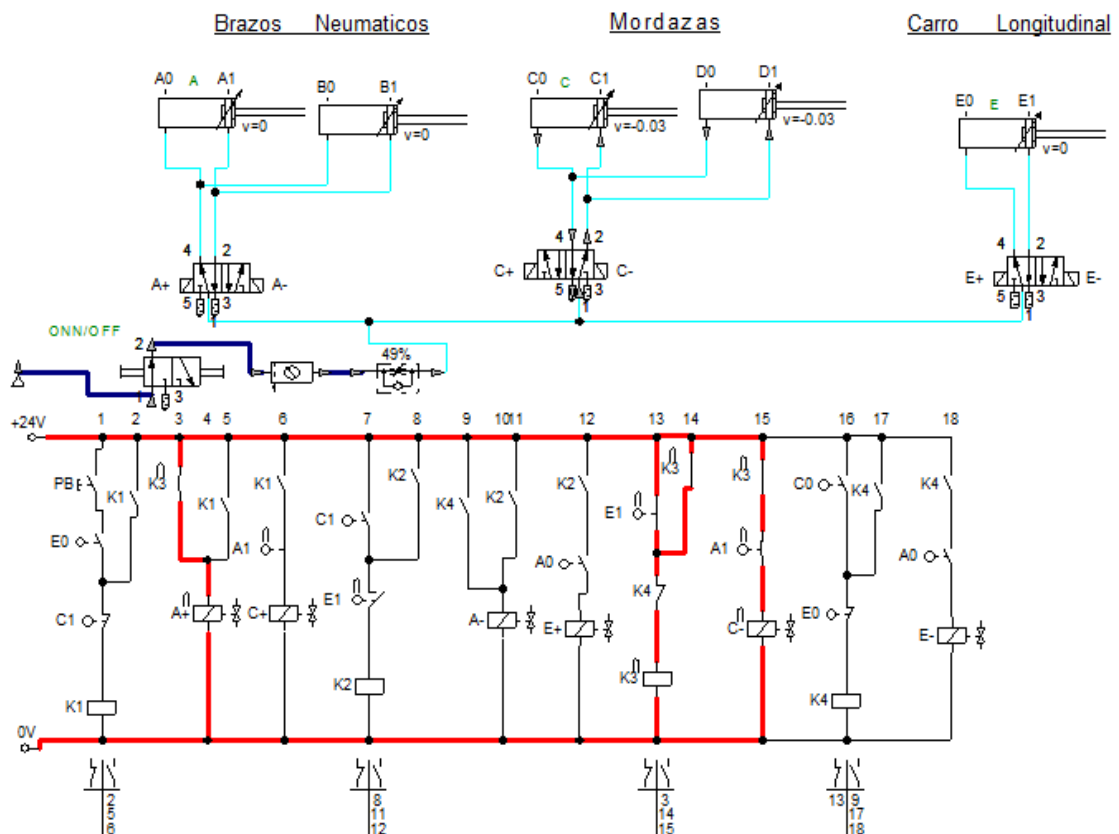 Brazos Neumaticos
Mordazas
Carro Longitudinal
A0 A A1
B0 B1
C0 C C1
D0 D1
E0 E E1
v=0
v=0
v=-0.03
v=-0.03
v=0
4 2
A+ A-
5 3
1
4 2
C+ C-
5
1
4 2
E+ E-
5 3
1
ONN/OFF
2
1 3
49%
+24V
1 2 3 4 5 6 7 8 9 10 11 12 13 14 15 16 17 18
PB
K1
K3
K1
K1
K2
K4
K2
K2
K3
K3
C0
K4
K4
E0
A1
C1
A0
E1
A1
A0
C1
A+
C+
E1
A-
E+
K4
C-
E0
E-
K1
K2
K3
K4
0V
2
5
6
8
11
12
3
14
15
13 9
17
18